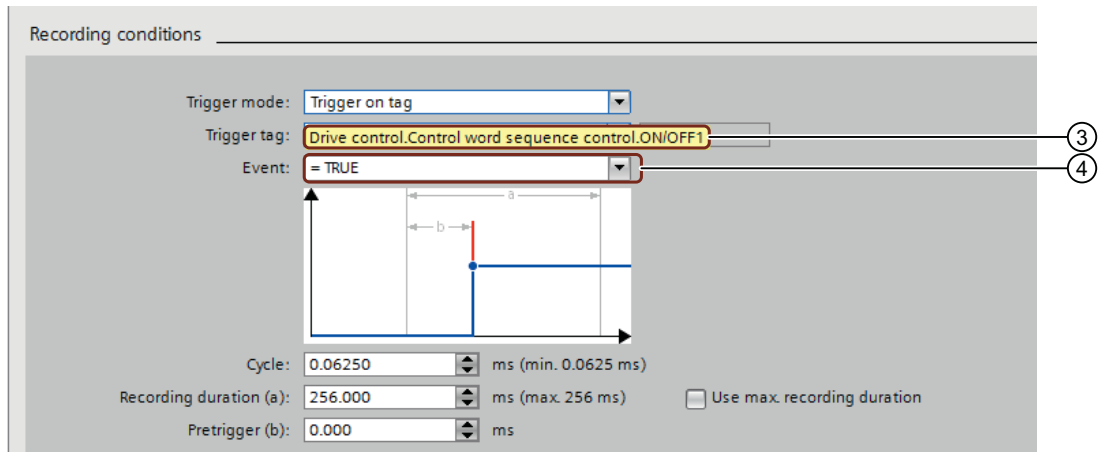 Recording conditions
Trigger mode: Trigger on tag
Trigger tag: Drive control.Control word sequence control.ON/OFF1 ③
Event: = TRUE ④
a
b
Cycle: 0.06250 ms (min. 0.0625 ms)
Recording duration (a): 256.000 ms (max. 256 ms) Use max. recording duration
Pretrigger (b): 0.000 ms